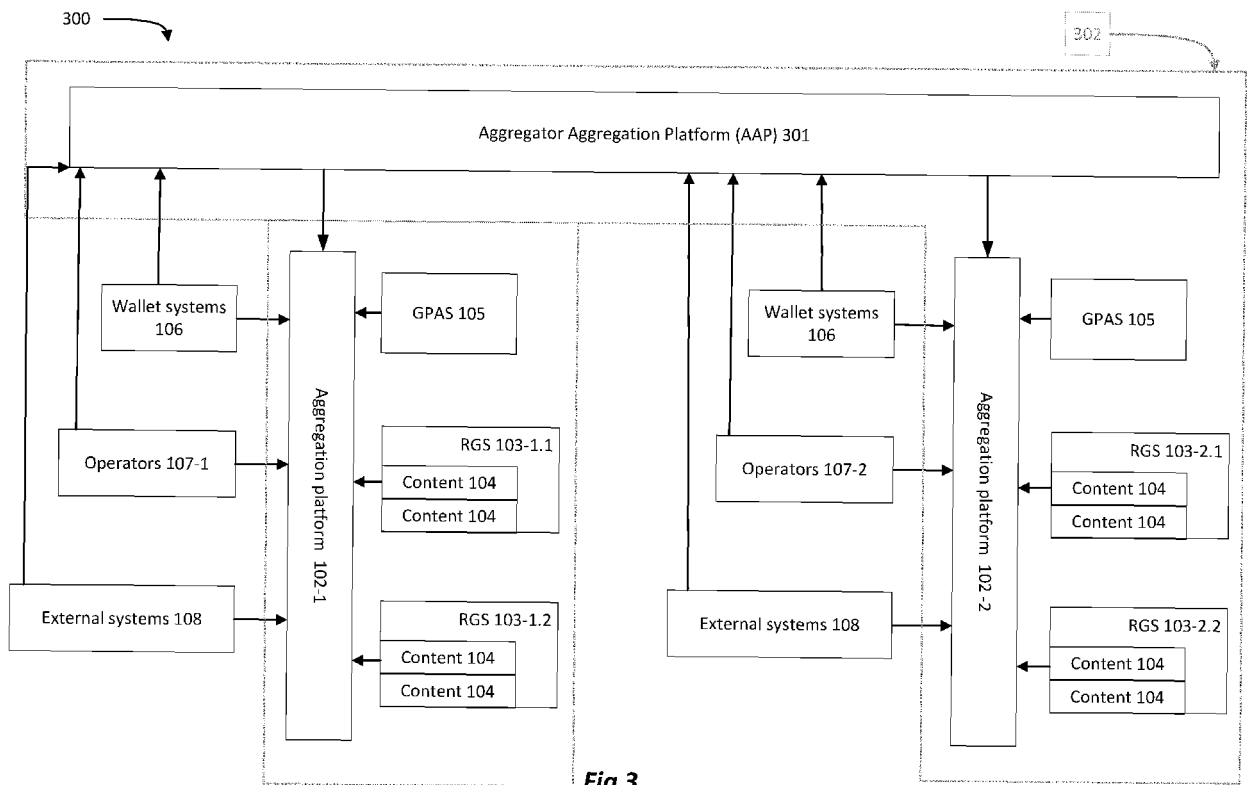 300
302
Aggregator Aggregation Platform (AAP) 301
Wallet systems
106
GPAS 105
Operators 107-1
Aggregation platform 102-1
RGS 103-1.1
Content 104
Content 104
External systems 108
RGS 103-1.2
Content 104
Content 104
Wallet systems
106
GPAS 105
Operators 107-2
Aggregation platform 102 -2
RGS 103-2.1
Content 104
Content 104
External systems 108
RGS 103-2.2
Content 104
Content 104
Fig 3